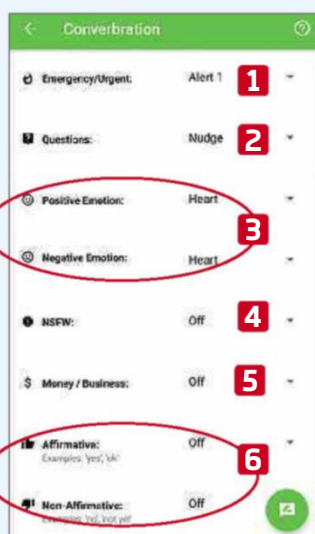 Converbration
Emergency/Urgent: Alert 1 1
Questions: Nudge 2
Positive Emotion: Heart
3
Negative Emotion: Heart
NSFW: Off 4
$ Money / Business: Off 5
Affirmative: Off
Examples: 'yes', 'ok' 6
Non-Affirmative: Off
Examples: 'no', 'not yet'